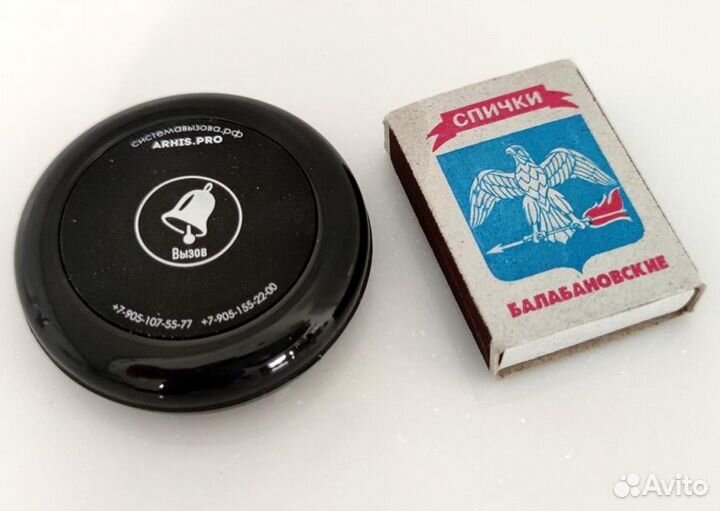 системавызова.рф
ARHIS.PRO
Вызов
+7-905-107-55-77 +7-905-155-22-00
СПИЧКИ
БАЛАБАНОВСКИЕ
Avito